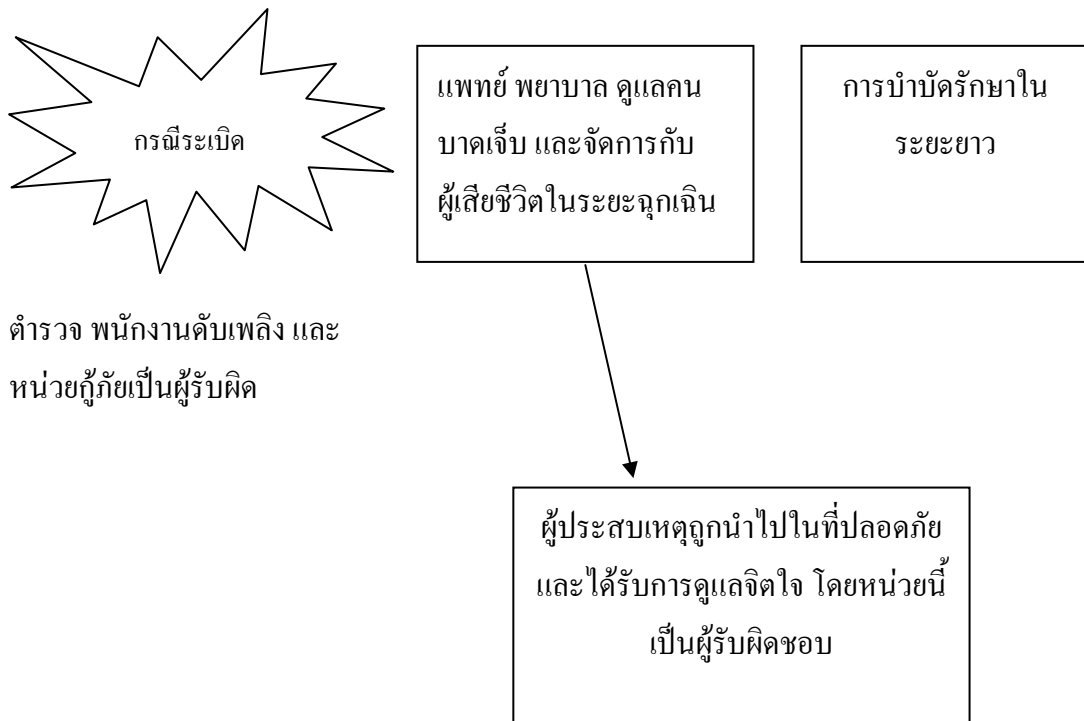 กรณีระเบิด
แพทย์ พยาบาล ดูแลคน
บาดเจ็บ และจัดการกับ
ผู้เสียชีวิตในระยะฉุกเฉิน
การบำบัดรักษาใน
ระยะยาว
ตำรวจ พนักงานดับเพลิง และ
หน่วยกู้ภัยเป็นผู้รับผิด
ผู้ประสบเหตุถูกนำไปในที่ปลอดภัย
และได้รับการดูแลจิตใจ โดยหน่วยนี้
เป็นผู้รับผิดชอบ